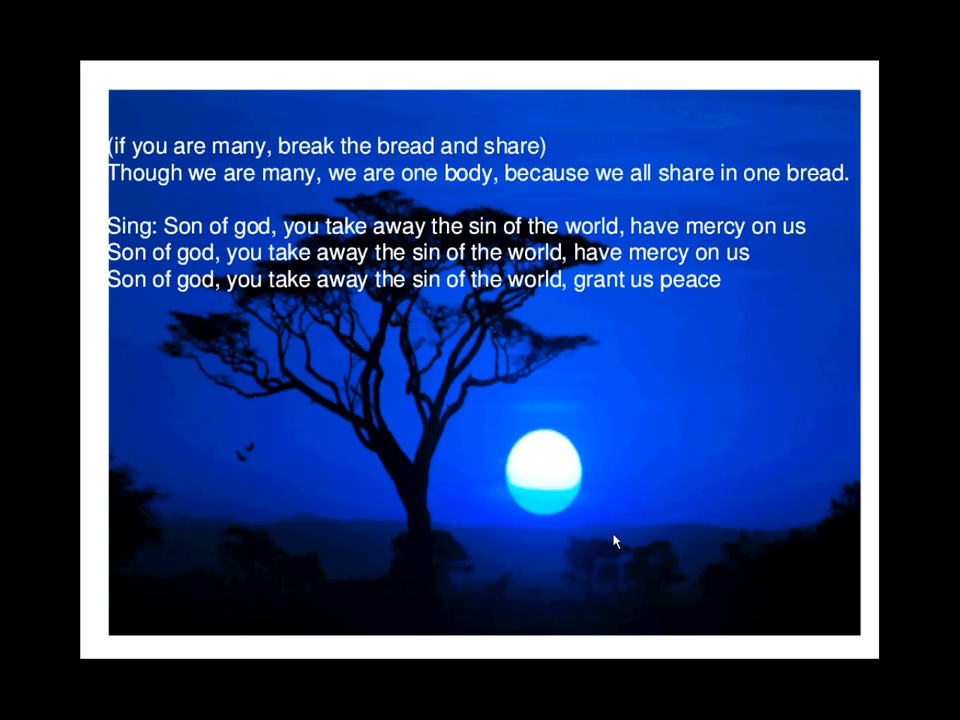 (if you are many, break the bread and share)
Though we are many, we are one body, because we all share in one bread.
Sing: Son of god, you take away the sin of the world, have mercy on us
Son of god, you take away the sin of the world, have mercy on us
Son of god, you take away the sin of the world, grant us peace